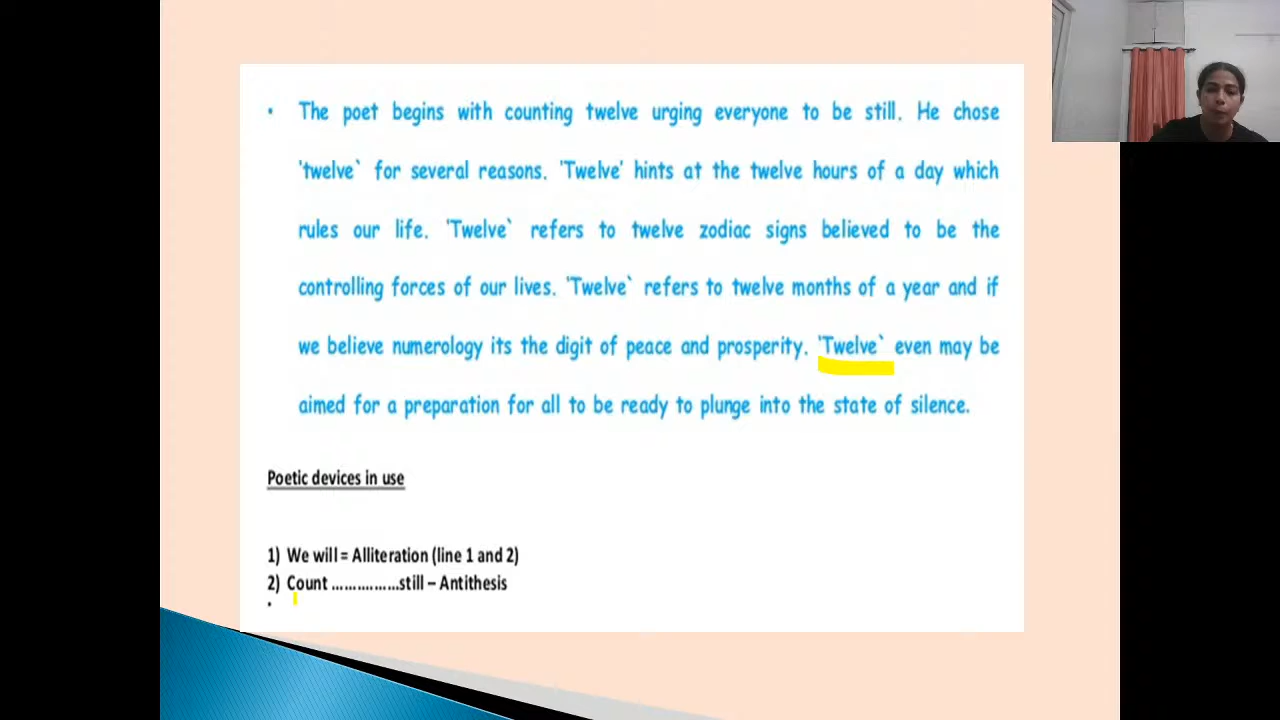 • The poet begins with counting twelve urging everyone to be still. He chose
'twelve` for several reasons. 'Twelve' hints at the twelve hours of a day which
rules our life. 'Twelve` refers to twelve zodiac signs believed to be the
controlling forces of our lives. 'Twelve` refers to twelve months of a year and if
we believe numerology its the digit of peace and prosperity. 'Twelve` even may be
aimed for a preparation for all to be ready to plunge into the state of silence.
Poetic devices in use
1) We will = Alliteration (line 1 and 2)
2) Count ...............still – Antithesis
•